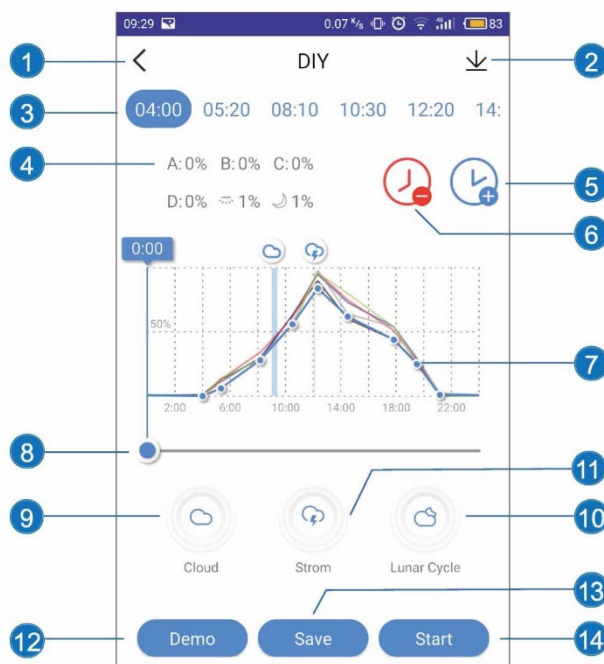 09:29 0.07 K/s 4G 83
1 DIY 2
3 04:00 05:20 08:10 10:30 12:20 14:
4 A:0% B:0% C:0%
5
D:0% 1% 1%
6
0:00
50%
7
2:00 6:00 10:00 14:00 18:00 22:00
8
11
9 10
Cloud Strom Lunar Cycle
13
12 Demo Save Start 14